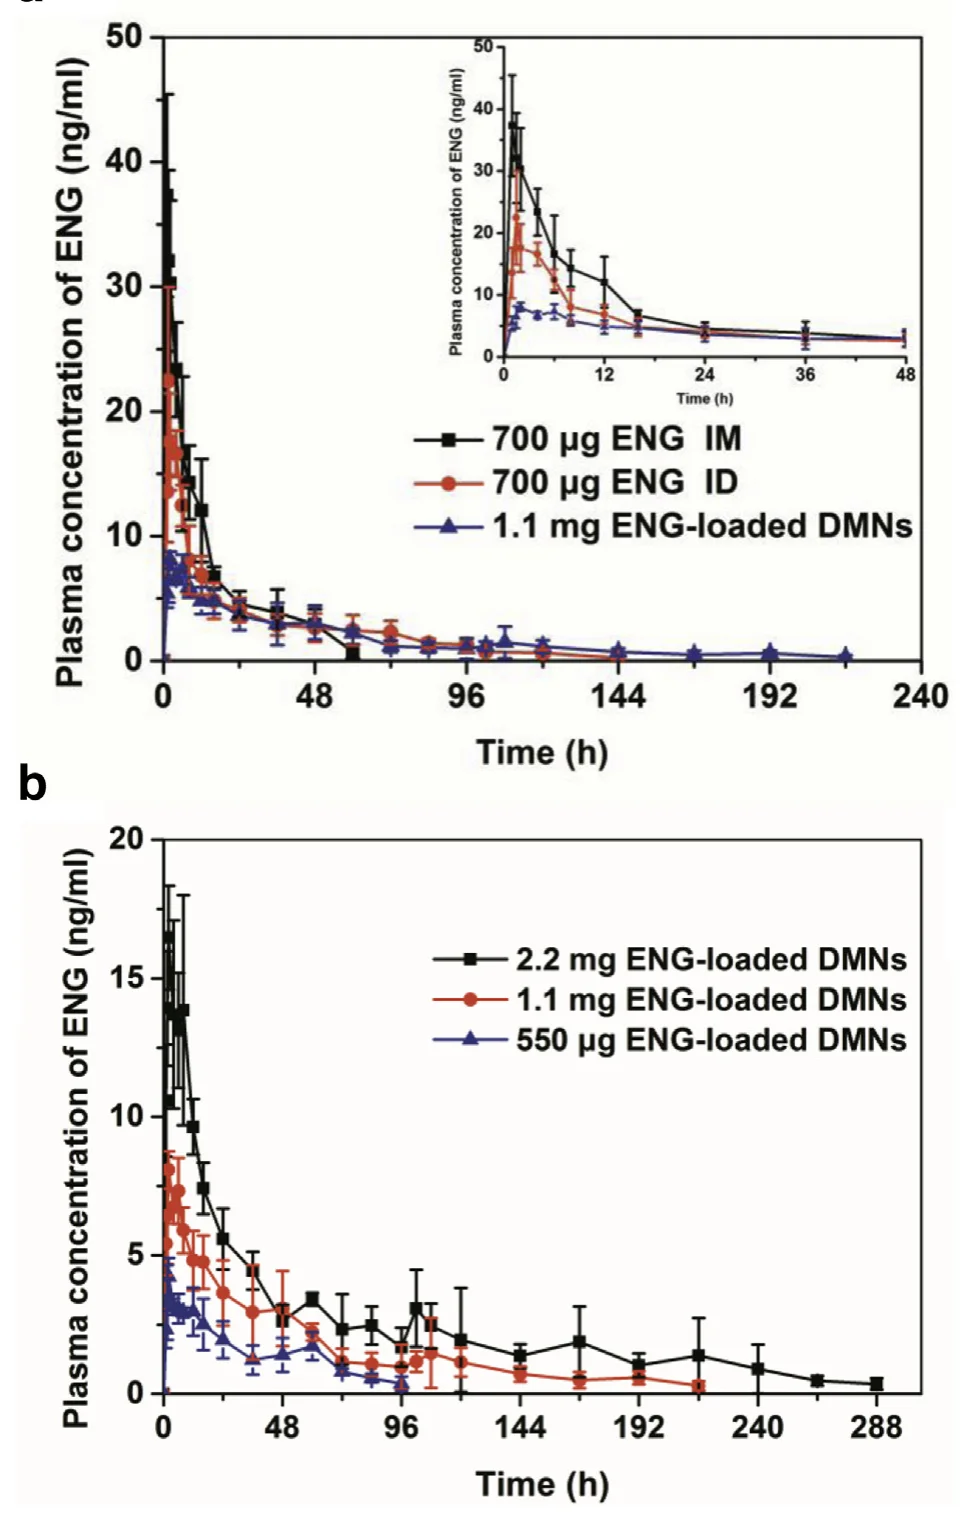 50
40
30
20
10
0
Plasma concentration of ENG (ng/ml)
50
40
30
20
10
0
Plasma concentration of ENG (ng/ml)
0 12 24 36 48
Time (h)
700 µg ENG IM
700 µg ENG ID
1.1 mg ENG-loaded DMNs
0 48 96 144 192 240
Time (h)
b
20
15
10
5
0
Plasma concentration of ENG (ng/ml)
2.2 mg ENG-loaded DMNs
1.1 mg ENG-loaded DMNs
550 µg ENG-loaded DMNs
0 48 96 144 192 240 288
Time (h)